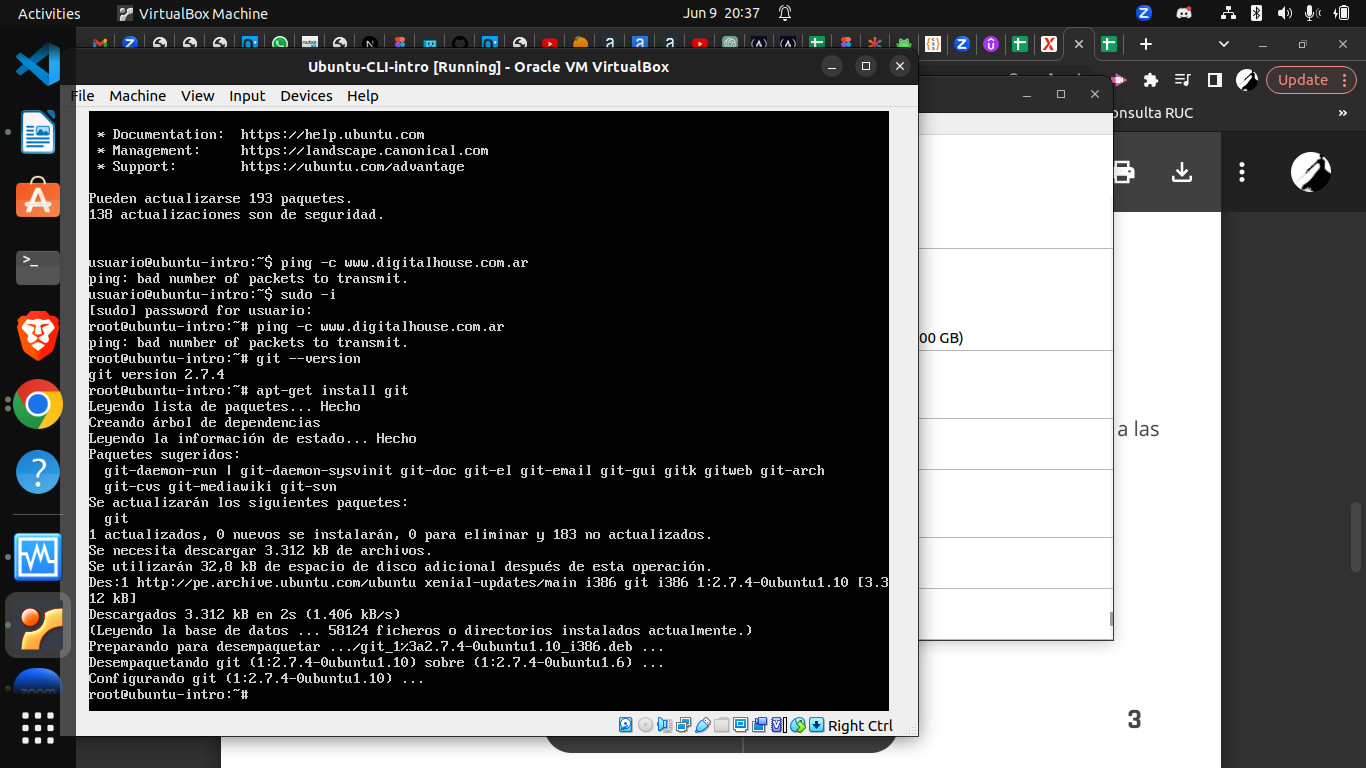 Activities
VirtualBox Machine
Jun 9 20:37
Ubuntu-CLI-intro [Running] - Oracle VM VirtualBox
File Machine View Input Devices Help
Update
onsulta RUC
»
* Documentation: https://help.ubuntu.com
* Management: https://landscape.canonical.com
* Support: https://ubuntu.com/advantage
Pueden actualizarse 193 paquetes.
138 actualizaciones son de seguridad.
usuario@ubuntu-intro:~$ ping -c www.digitalhouse.com.ar
ping: bad number of packets to transmit.
usuario@ubuntu-intro:~$ sudo -i
[sudo] password for usuario:
root@ubuntu-intro:~# ping -c www.digitalhouse.com.ar
ping: bad number of packets to transmit.
root@ubuntu-intro:~# git --version
git version 2.7.4
root@ubuntu-intro:~# apt-get install git
Leyendo lista de paquetes... Hecho
Creando árbol de dependencias
Leyendo la información de estado... Hecho
Paquetes sugeridos:
git-daemon-run | git-daemon-sysvinit git-doc git-el git-email git-gui gitk gitweb git-arch
git-cvs git-mediawiki git-svn
Se actualizarán los siguientes paquetes:
git
1 actualizados, 0 nuevos se instalarán, 0 para eliminar y 183 no actualizados.
Se necesita descargar 3.312 kB de archivos.
Se utilizarán 32,8 kB de espacio de disco adicional después de esta operación.
Des:1 http://pe.archive.ubuntu.com/ubuntu xenial-updates/main i386 git i386 1:2.7.4-0ubuntu1.10 [3.3
12 kB]
Descargados 3.312 kB en 2s (1.406 kB/s)
(Leyendo la base de datos ... 58124 ficheros o directorios instalados actualmente.)
Preparando para desempaquetar .../git_1%3a2.7.4-0ubuntu1.10_i386.deb ...
Desempaquetando git (1:2.7.4-0ubuntu1.10) sobre (1:2.7.4-0ubuntu1.6) ...
Configurando git (1:2.7.4-0ubuntu1.10) ...
root@ubuntu-intro:~#
Right Ctrl
00 GB)
a las
3
zoom